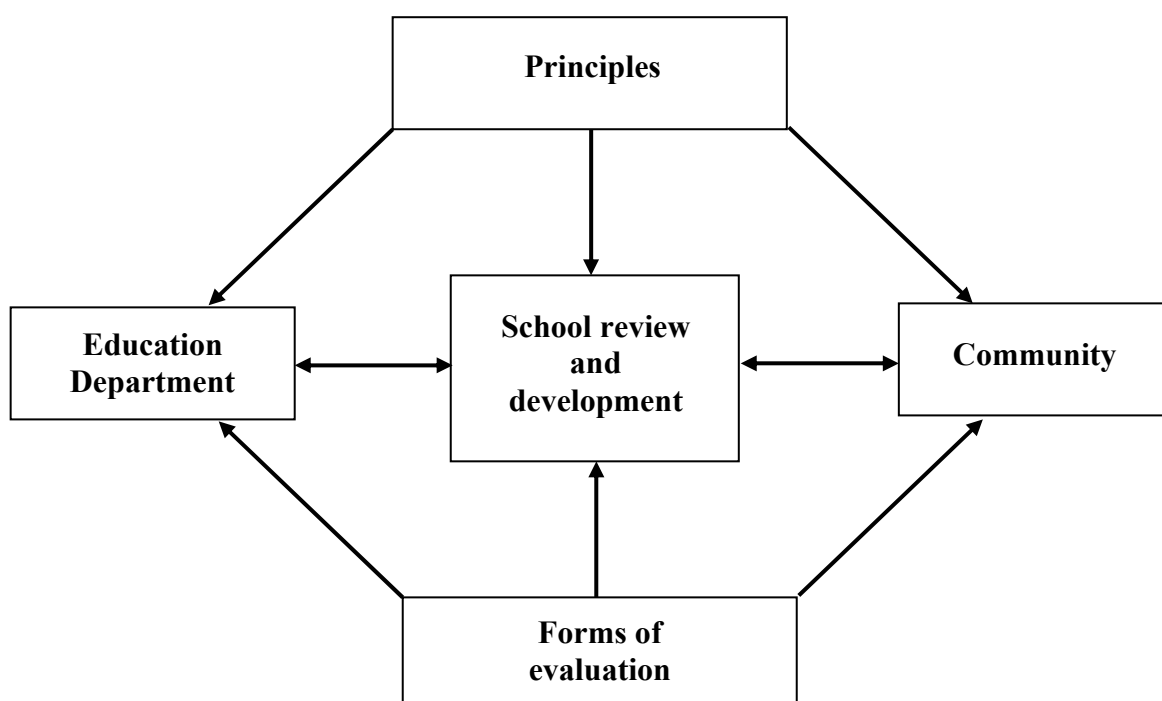 Principles
Education
Department
School review
and
development
Community
Forms of
evaluation